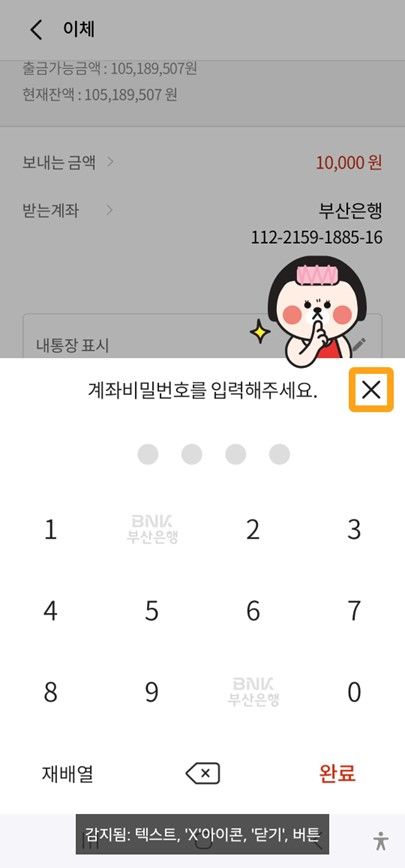 이체
출금가능금액 : 105,189,507원
현재잔액 : 105,189,507 원
보내는 금액
10,000 원
받는계좌
부산은행
112-2159-1885-16
내통장 표시
계좌비밀번호를 입력해주세요.
1 BNK 부산은행 2 3
4 5 6 7
8 9 BNK 부산은행 0
재배열 완료
감지됨: 텍스트, 'X'아이콘, '닫기', 버튼